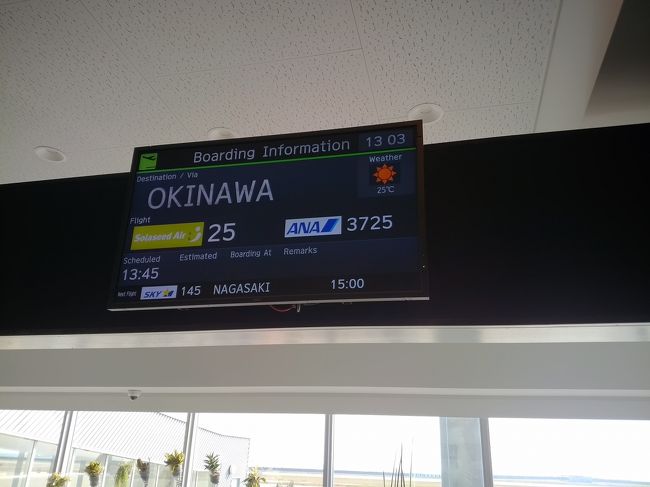 Boarding Information 13 03
Destination / Via
Weather
OKINAWA
25℃
Flight
Solaseed Air 25 ANA 3725
Scheduled Estimated Boarding At Remarks
13:45
Next Flight SKY 145 NAGASAKI 15:00